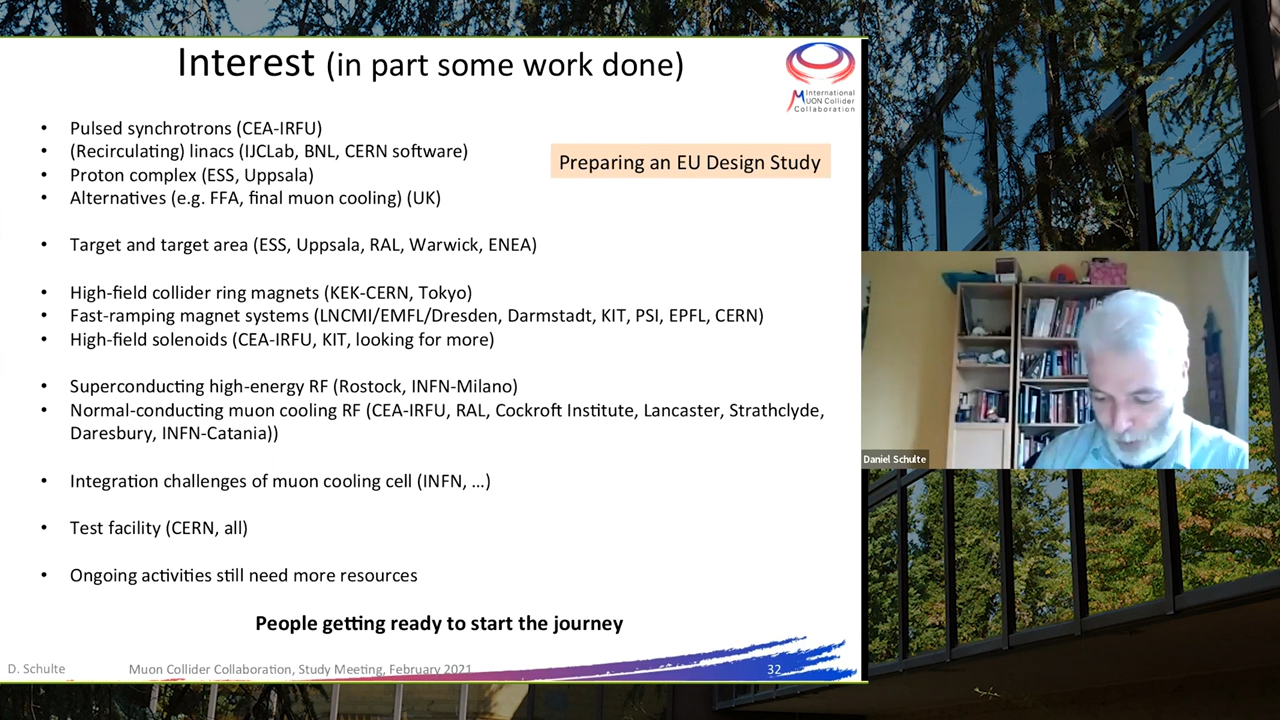 Interest (in part some work done)
International
MUON Collider
Collaboration
• Pulsed synchrotrons (CEA-IRFU)
• (Recirculating) linacs (IJCLab, BNL, CERN software)
• Proton complex (ESS, Uppsala)
• Alternatives (e.g. FFA, final muon cooling) (UK)
Preparing an EU Design Study
• Target and target area (ESS, Uppsala, RAL, Warwick, ENEA)
• High-field collider ring magnets (KEK-CERN, Tokyo)
• Fast-ramping magnet systems (LNCMI/EMFL/Dresden, Darmstadt, KIT, PSI, EPFL, CERN)
• High-field solenoids (CEA-IRFU, KIT, looking for more)
• Superconducting high-energy RF (Rostock, INFN-Milano)
• Normal-conducting muon cooling RF (CEA-IRFU, RAL, Cockroft Institute, Lancaster, Strathclyde,
Daresbury, INFN-Catania))
• Integration challenges of muon cooling cell (INFN, ...)
• Test facility (CERN, all)
• Ongoing activities still need more resources
People getting ready to start the journey
D. Schulte
Muon Collider Collaboration, Study Meeting, February 2021
32
Daniel Schulte